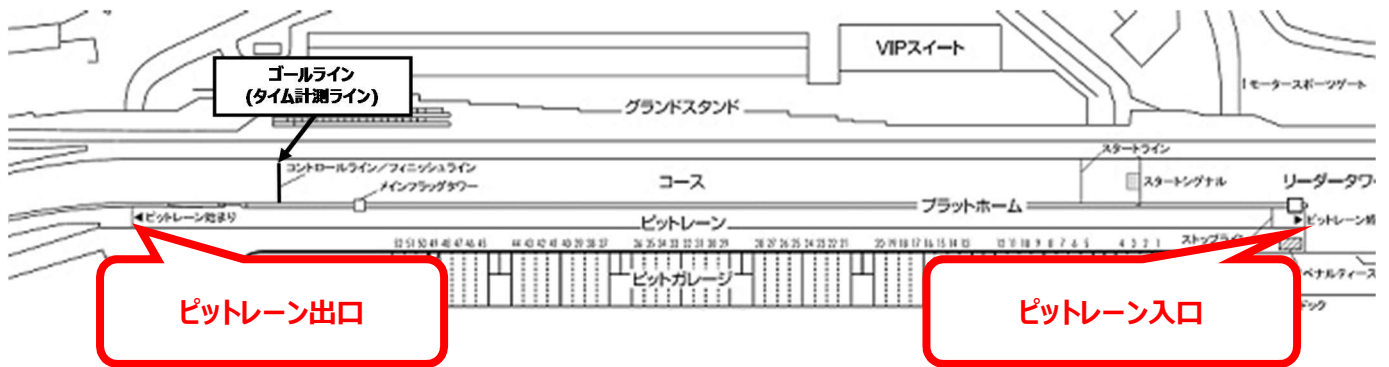 VIPスイート
ゴールライン
(タイム計測ライン)
モータースポーツゲート
グランドスタンド
コントロールライン/フィニッシュライン
スタートライン
メインフラッグタワー
コース
スタートシグナル
リーダータワ
プラットホーム
◀ピットレーン始まり
ピットレーン
▶ピットレーン
ストップライン
52 51 50 49 48 47 46 45 44 43 42 41 40 39 38 37 36 35 34 33 32 31 30 29 28 27 26 25 24 23 22 21 20 19 18 17 16 15 14 13 12 11 10 9 8 7 6 5 4 3 2 1
ピットガレージ
ペナルティース
ピットレーン出口
ピットレーン入口
ドック